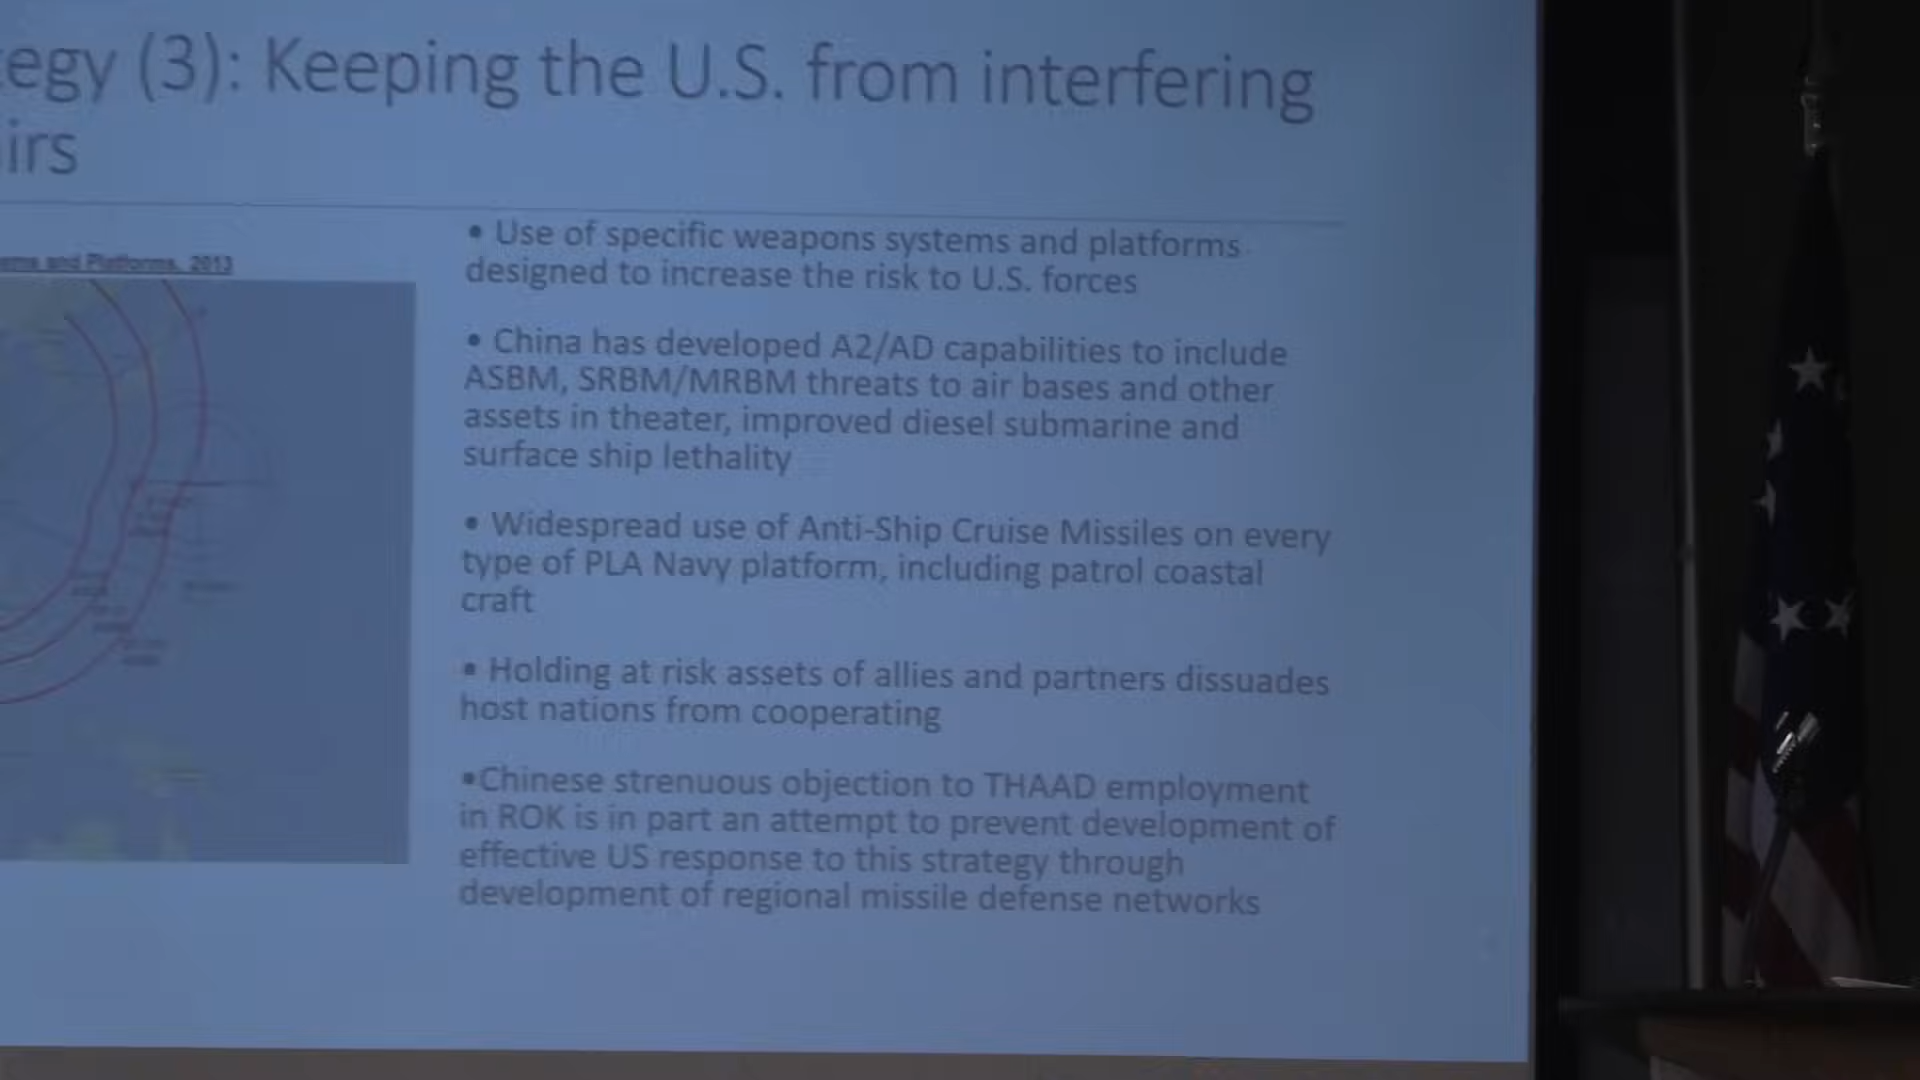 egy (3): Keeping the U.S. from interfering
irs
ems and Platforms, 2013
• Use of specific weapons systems and platforms
designed to increase the risk to U.S. forces
• China has developed A2/AD capabilities to include
ASBM, SRBM/MRBM threats to air bases and other
assets in theater, improved diesel submarine and
surface ship lethality
• Widespread use of Anti-Ship Cruise Missiles on every
type of PLA Navy platform, including patrol coastal
craft
• Holding at risk assets of allies and partners dissuades
host nations from cooperating
•Chinese strenuous objection to THAAD employment
in ROK is in part an attempt to prevent development of
effective US response to this strategy through
development of regional missile defense networks